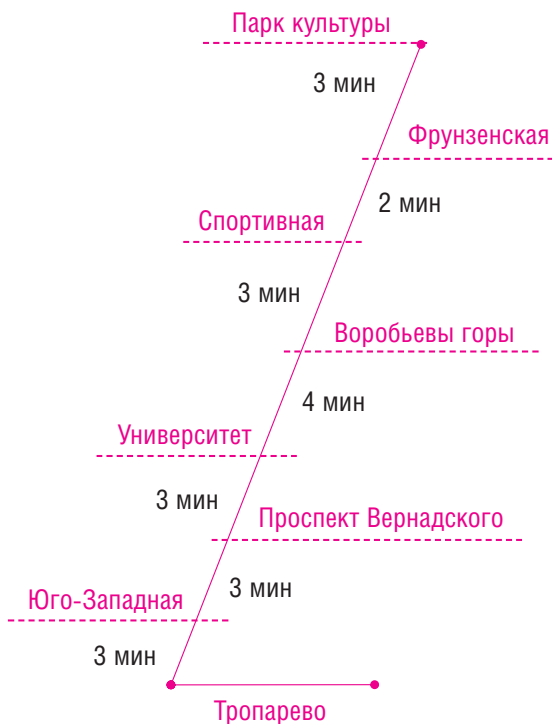 Парк культуры
3 мин
Фрунзенская
2 мин
Спортивная
3 мин
Воробьевы горы
4 мин
Университет
3 мин
Проспект Вернадского
3 мин
Юго-Западная
3 мин
Тропарево